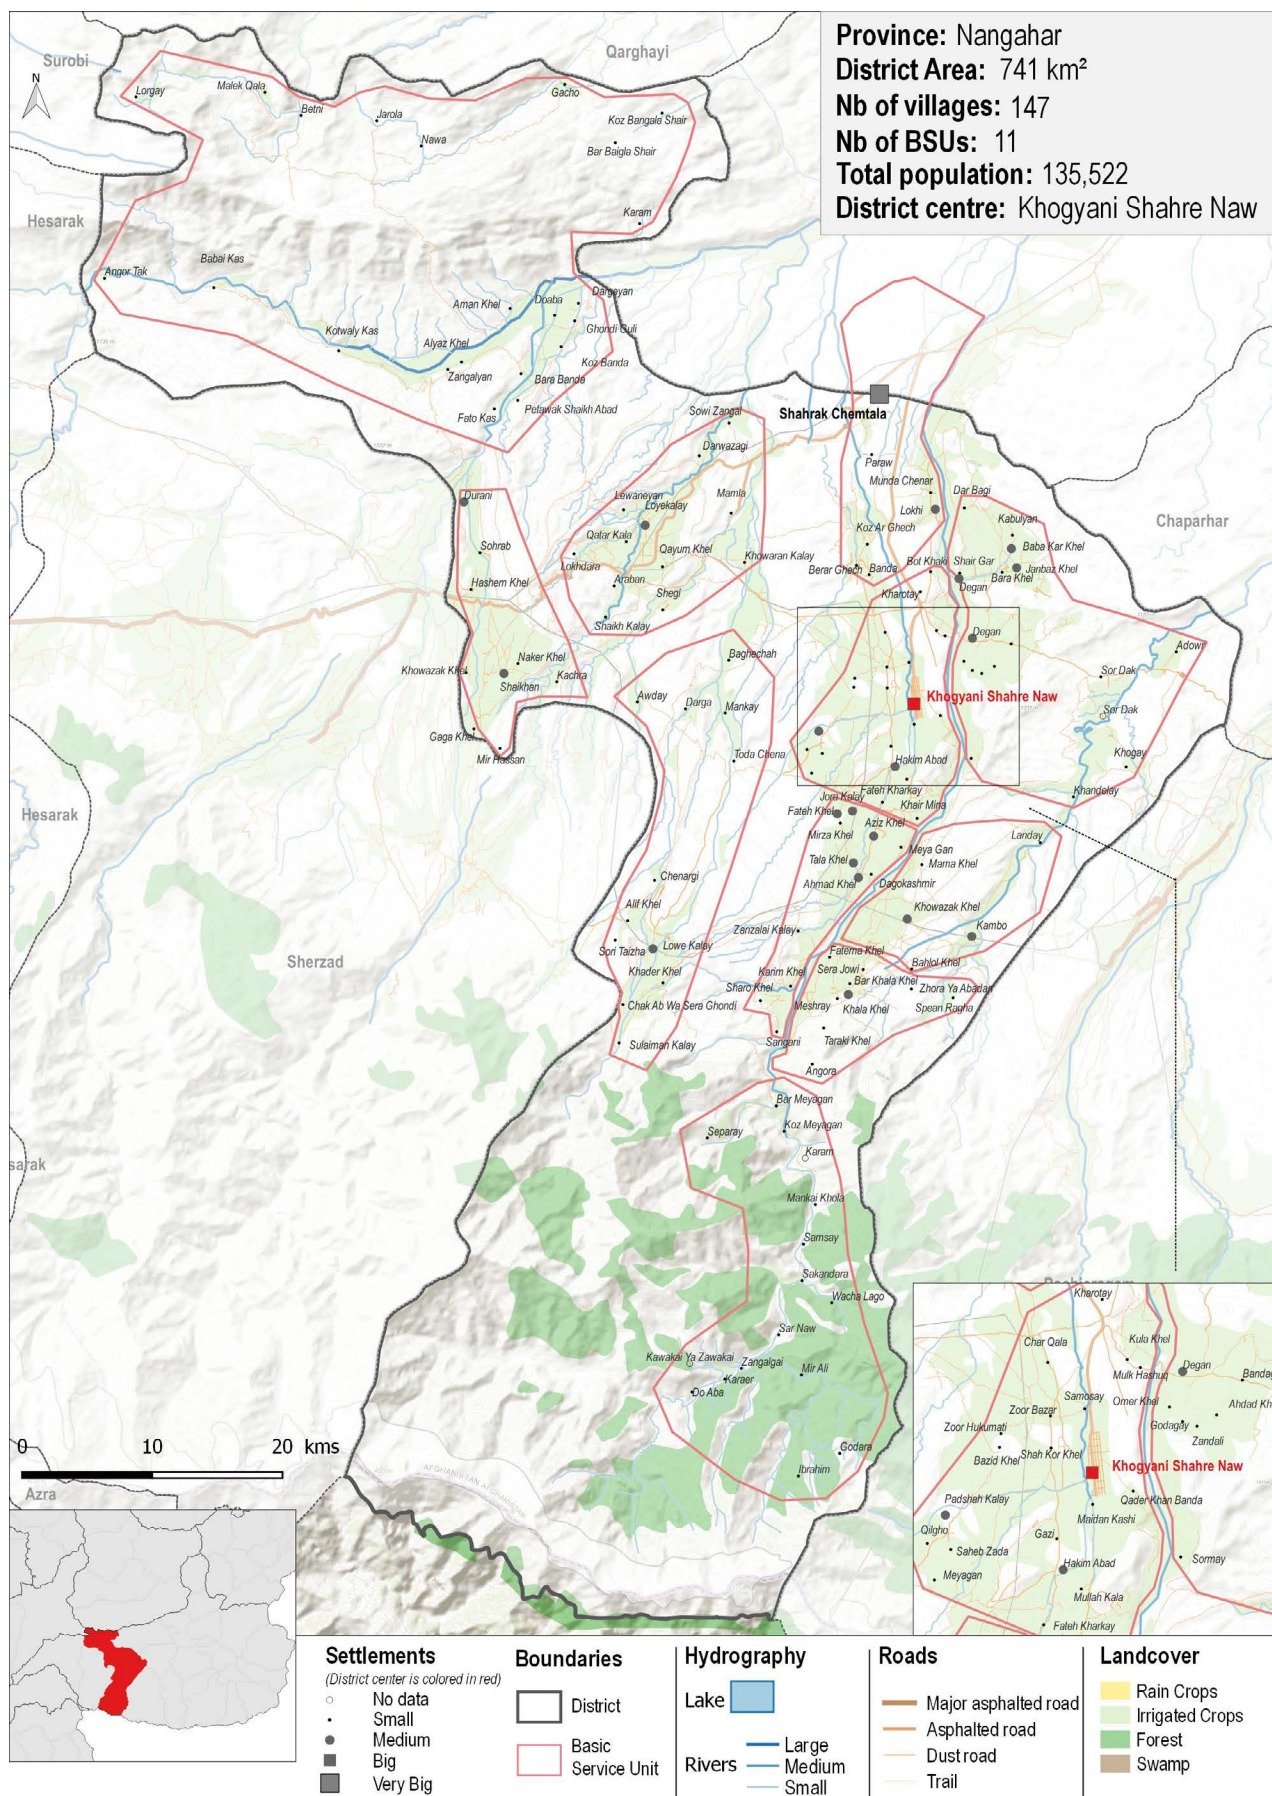 Province: Nangahar
District Area: 741 km²
Nb of villages: 147
Nb of BSUs: 11
Total population: 135,522
District centre: Khogyani Shahre Naw
Surobi
Qarghayi
N
Lorgay
Malek Qala
Betni
Jarola
Nawa
Gacho
Koz Bangala Shair
Bar Baigla Shair
Karam
Hesarak
Angor Tak
Babai Kas
Kotwaly Kas
Aman Khel
Alyaz Khel
Zangalyan
Doaba
Dargayan
Ghondi Guli
Koz Banda
Bara Banda
Petawak Shaikh Abad
Fato Kas
Shahrak Chemtala
Sowi Zangal
Darwazagi
Mamla
Lewaneyan
Loyekalay
Qatar Kala
Qayum Khel
Khowaran Kalay
Lokhdara
Araban
Shegi
Shaikh Kalay
Durani
Sohrab
Hashem Khel
Naker Khel
Khowazak Khel
Shaikhan
Kachra
Gaga Khel
Mir Hassan
Paraw
Munda Chenar
Lokhi
Koz Ar Ghech
Berar Ghech
Banda
Bot Khaki
Kharotay
Dar Bagi
Kabulyan
Baba Kar Khel
Shair Gar
Janbaz Khel
Bara Khel
Degan
Degan
Chaparhar
Adowr
Sor Dak
Sor Dak
Khogay
Khandelay
Khogyani Shahre Naw
Hakim Abad
Fateh Kharkay
Baghechah
Awday
Darga
Mankay
Toda Chena
Jora Kalay
Fateh Khel
Khair Mina
Aziz Khel
Mirza Khel
Tala Khel
Ahmad Khel
Dagokashmir
Meya Gan
Mama Khel
Landay
Khowazak Khel
Kambo
Bahlol Khel
Hesarak
Sherzad
Chenargi
Alif Khel
Sori Taizha
Lowe Kalay
Khader Khel
Chak Ab Wa Sera Ghondi
Sulaiman Kalay
Zanzalai Kalay
Karim Khel
Sharo Khel
Sangani
Fatema Khel
Sera Jowi
Bar Khala Khel
Meshray
Khala Khel
Zhora Ya Abadan
Spean Ragha
Taraki Khel
Angora
Bar Meyagan
Koz Meyagan
Separay
Karam
Mankai Khola
Samsay
Sakandara
Wacha Lago
Sar Naw
Kawakai Ya Zawakai
Zangalgai
Mir Ali
Karaer
Do Aba
Godara
Ibrahim
sarak
Azra
AFGHANISTAN
0 10 20 kms
Kharotay
Char Qala
Kula Khel
Mulk Hashuq
Degan
Banda
Samosay
Omer Khel
Ahdad Kh
Zoor Bazar
Godagay
Zandali
Zoor Hukumati
Shah Kor Khel
Bazid Khel
Khogyani Shahre Naw
Padshah Kalay
Qader Khan Banda
Maidan Kashi
Qilgho
Gazi
Saheb Zada
Hakim Abad
Sormay
Meyagan
Mullah Kala
Fateh Kharkay
Settlements
(District center is colored in red)
No data
Small
Medium
Big
Very Big
Boundaries
District
Basic
Service Unit
Hydrography
Lake
Rivers
Large
Medium
Small
Roads
Major asphalted road
Asphalted road
Dust road
Trail
Landcover
Rain Crops
Irrigated Crops
Forest
Swamp